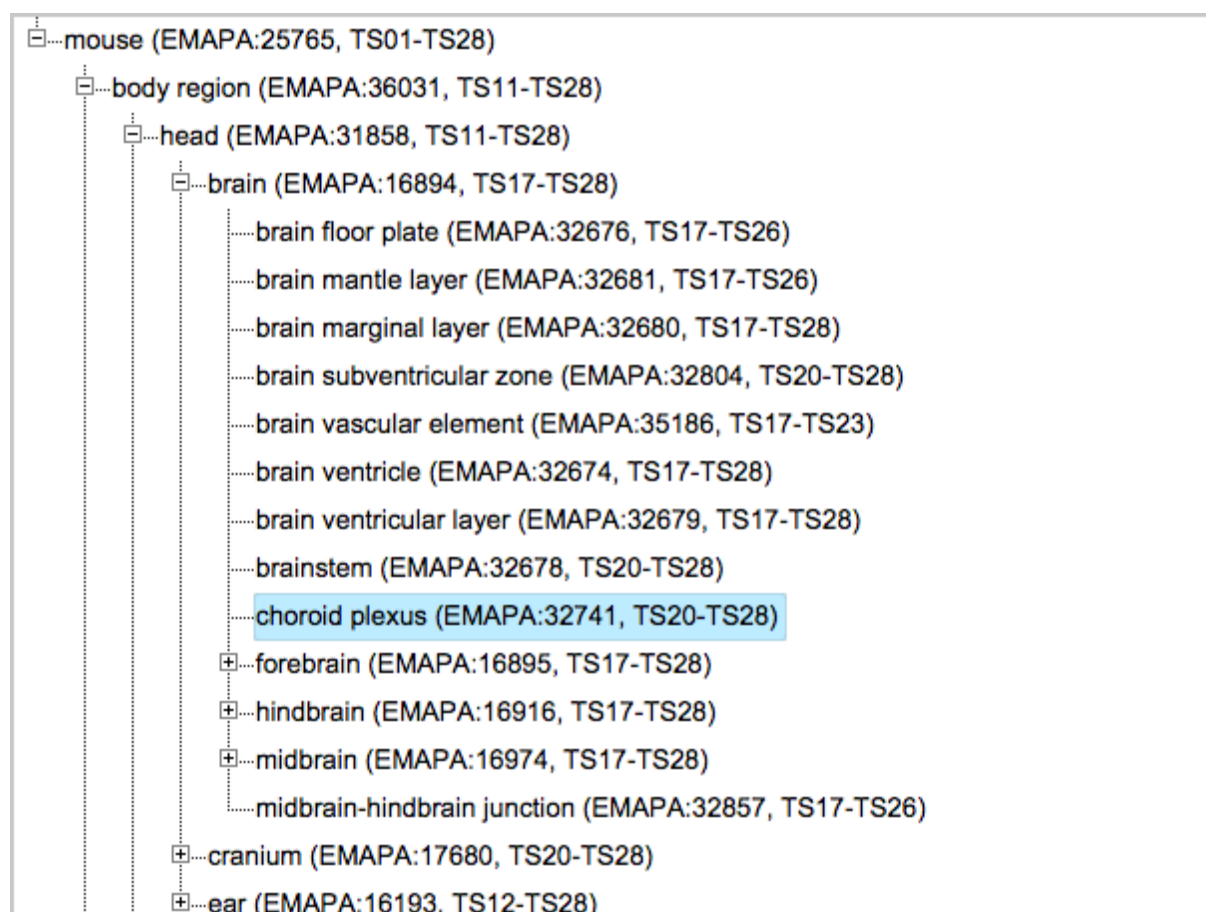 mouse (EMAPA:25765, TS01-TS28)
body region (EMAPA:36031, TS11-TS28)
head (EMAPA:31858, TS11-TS28)
brain (EMAPA:16894, TS17-TS28)
brain floor plate (EMAPA:32676, TS17-TS26)
brain mantle layer (EMAPA:32681, TS17-TS26)
brain marginal layer (EMAPA:32680, TS17-TS28)
brain subventricular zone (EMAPA:32804, TS20-TS28)
brain vascular element (EMAPA:35186, TS17-TS23)
brain ventricle (EMAPA:32674, TS17-TS28)
brain ventricular layer (EMAPA:32679, TS17-TS28)
brainstem (EMAPA:32678, TS20-TS28)
choroid plexus (EMAPA:32741, TS20-TS28)
forebrain (EMAPA:16895, TS17-TS28)
hindbrain (EMAPA:16916, TS17-TS28)
midbrain (EMAPA:16974, TS17-TS28)
midbrain-hindbrain junction (EMAPA:32857, TS17-TS26)
cranium (EMAPA:17680, TS20-TS28)
ear (EMAPA:16193, TS12-TS28)